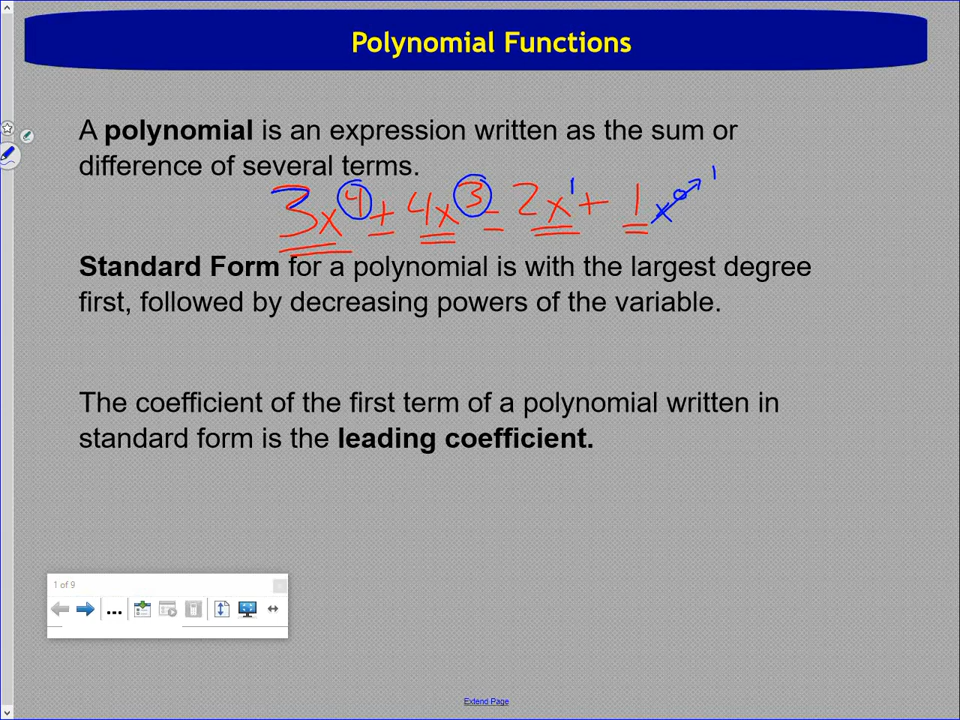 Polynomial Functions
A polynomial is an expression written as the sum or
difference of several terms.
3x⁴ + 4x³ - 2x¹ + 1x⁰→1
Standard Form for a polynomial is with the largest degree
first, followed by decreasing powers of the variable.
The coefficient of the first term of a polynomial written in
standard form is the leading coefficient.
1 of 9
Extend Page